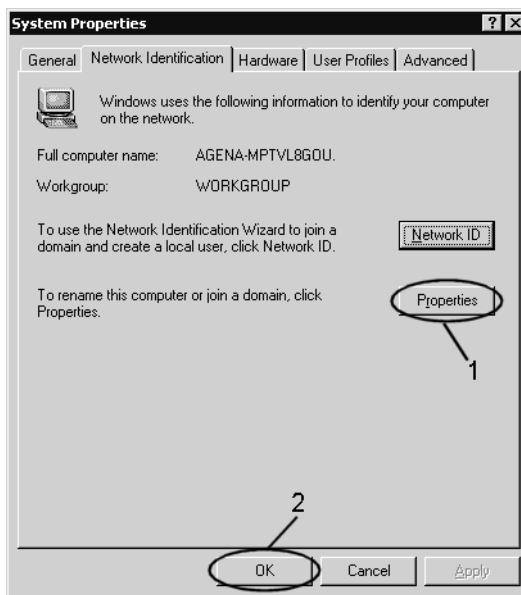 System Properties
? X
General Network Identification Hardware User Profiles Advanced
Windows uses the following information to identify your computer
on the network.
Full computer name: AGENA-MPTVL8GOU.
Workgroup: WORKGROUP
To use the Network Identification Wizard to join a
domain and create a local user, click Network ID.
Network ID
To rename this computer or join a domain, click
Properties.
Properties
1
2
OK Cancel Apply